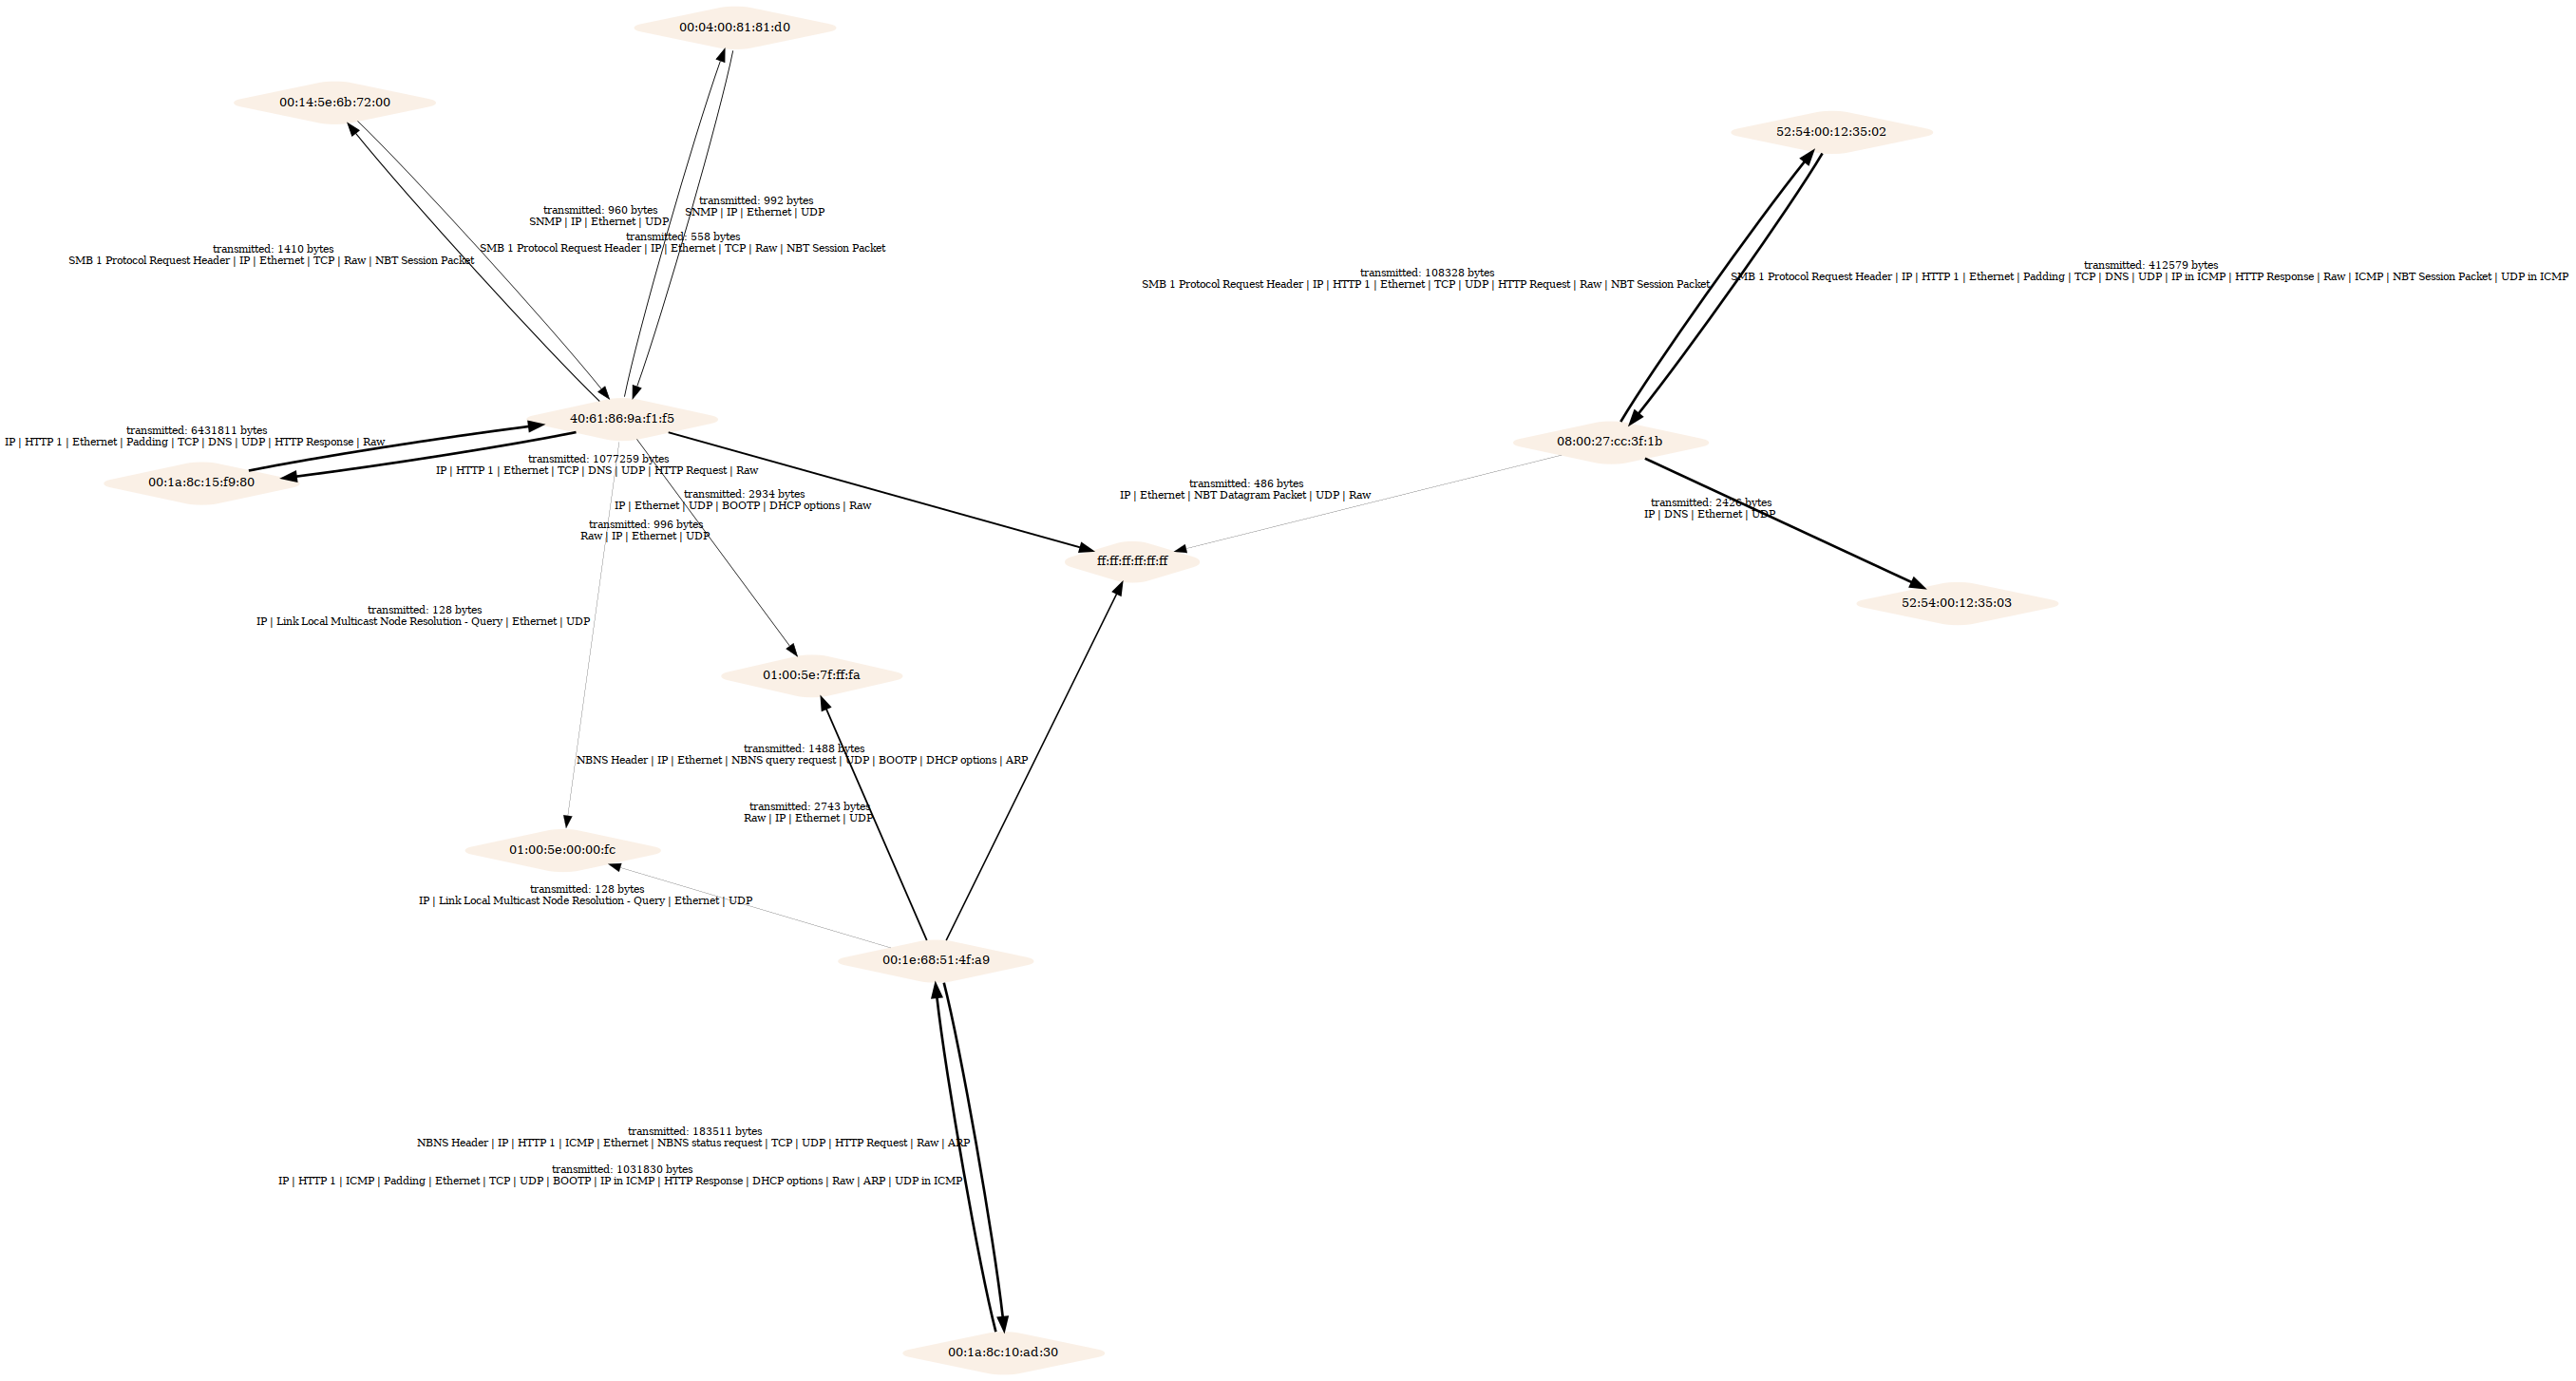 00:04:00:81:81:d0
00:14:5e:6b:72:00
52:54:00:12:35:02
transmitted: 992 bytes
SNMP | IP | Ethernet | UDP
transmitted: 960 bytes
SNMP | IP | Ethernet | UDP
transmitted: 558 bytes
SMB 1 Protocol Request Header | IP | Ethernet | TCP | Raw | NBT Session Packet
transmitted: 1410 bytes
SMB 1 Protocol Request Header | IP | Ethernet | TCP | Raw | NBT Session Packet
transmitted: 108328 bytes
SMB 1 Protocol Request Header | IP | HTTP 1 | Ethernet | TCP | UDP | HTTP Request | Raw | NBT Session Packet
transmitted: 412579 bytes
SMB 1 Protocol Request Header | IP | HTTP 1 | Ethernet | Padding | TCP | DNS | UDP | IP in ICMP | HTTP Response | Raw | ICMP | NBT Session Packet | UDP in ICMP
40:61:86:9a:f1:f5
transmitted: 6431811 bytes
IP | HTTP 1 | Ethernet | Padding | TCP | DNS | UDP | HTTP Response | Raw
08:00:27:cc:3f:1b
transmitted: 1077259 bytes
IP | HTTP 1 | Ethernet | TCP | DNS | UDP | HTTP Request | Raw
00:1a:8c:15:f9:80
transmitted: 2934 bytes
IP | Ethernet | UDP | BOOTP | DHCP options | Raw
transmitted: 486 bytes
IP | Ethernet | NBT Datagram Packet | UDP | Raw
transmitted: 2426 bytes
IP | DNS | Ethernet | UDP
transmitted: 996 bytes
Raw | IP | Ethernet | UDP
ff:ff:ff:ff:ff:ff
52:54:00:12:35:03
transmitted: 128 bytes
IP | Link Local Multicast Node Resolution - Query | Ethernet | UDP
01:00:5e:7f:ff:fa
transmitted: 1488 bytes
NBNS Header | IP | Ethernet | NBNS query request | UDP | BOOTP | DHCP options | ARP
transmitted: 2743 bytes
Raw | IP | Ethernet | UDP
01:00:5e:00:00:fc
transmitted: 128 bytes
IP | Link Local Multicast Node Resolution - Query | Ethernet | UDP
00:1e:68:51:4f:a9
transmitted: 183511 bytes
NBNS Header | IP | HTTP 1 | ICMP | Ethernet | NBNS status request | TCP | UDP | HTTP Request | Raw | ARP
transmitted: 1031830 bytes
IP | HTTP 1 | ICMP | Padding | Ethernet | TCP | UDP | BOOTP | IP in ICMP | HTTP Response | DHCP options | Raw | ARP | UDP in ICMP
00:1a:8c:10:ad:30